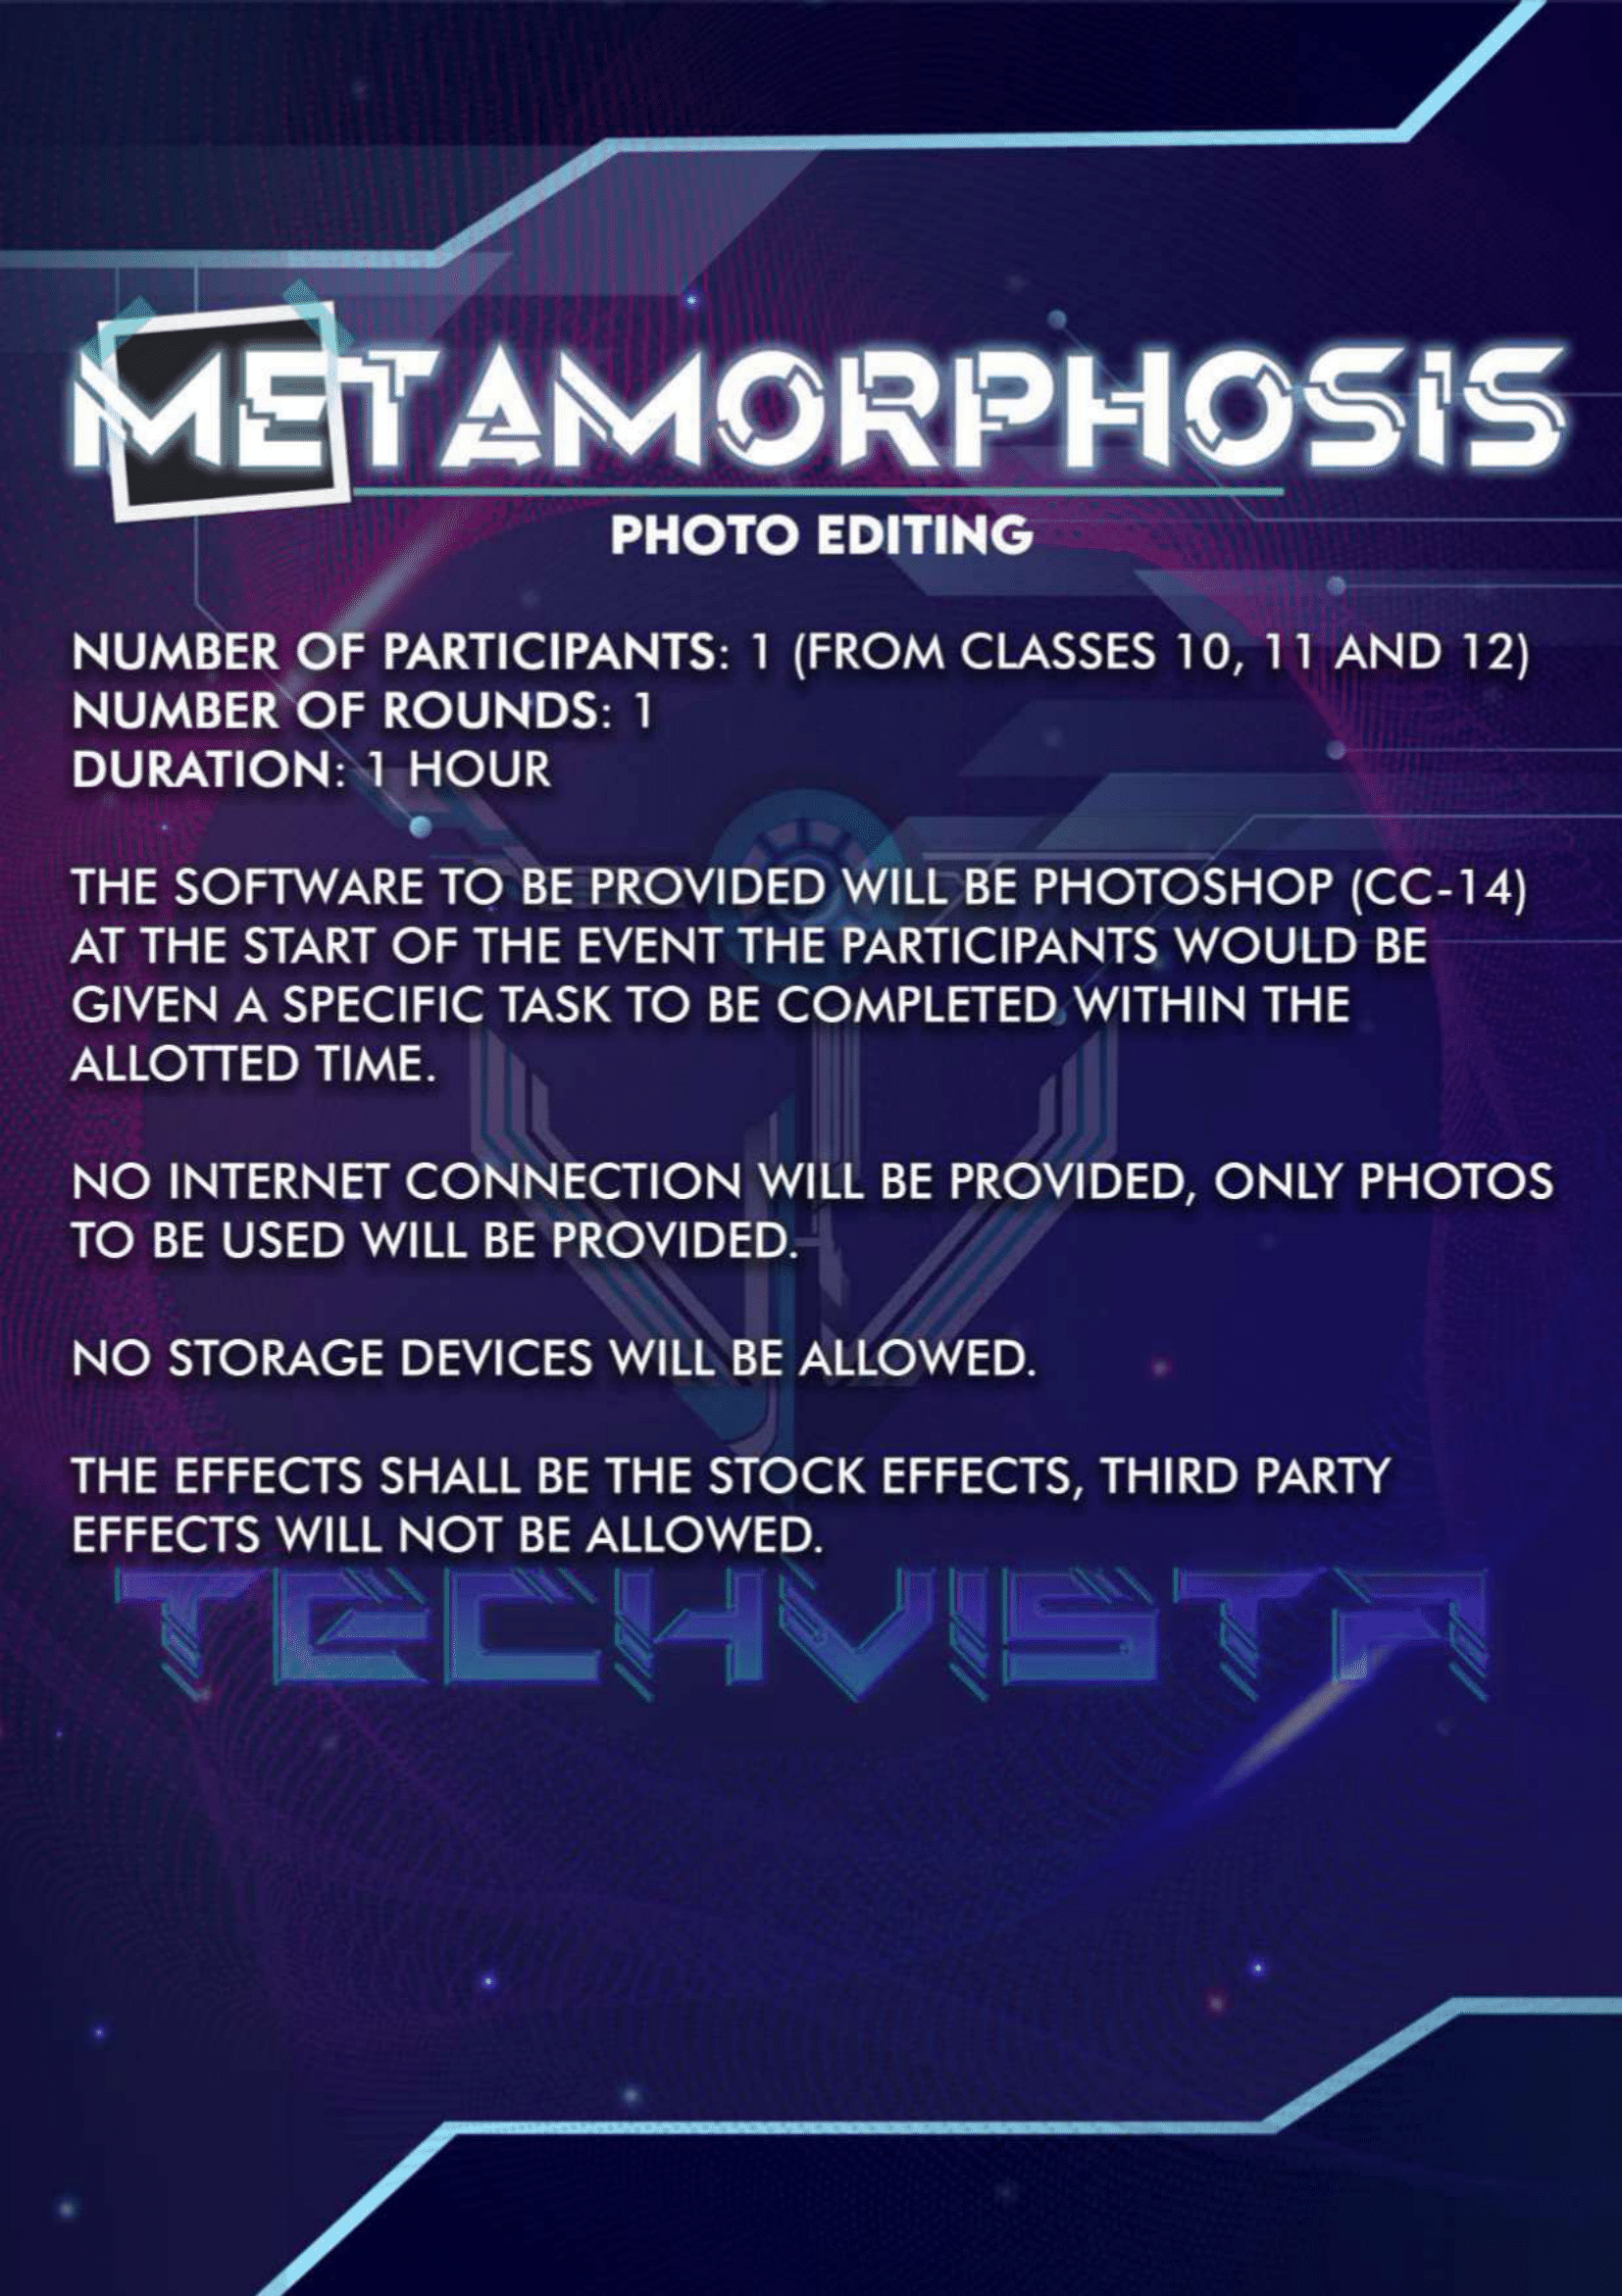 METAMORPHOSIS
PHOTO EDITING
NUMBER OF PARTICIPANTS: 1 (FROM CLASSES 10, 11 AND 12)
NUMBER OF ROUNDS: 1
DURATION: 1 HOUR
THE SOFTWARE TO BE PROVIDED WILL BE PHOTOSHOP (CC-14)
AT THE START OF THE EVENT THE PARTICIPANTS WOULD BE
GIVEN A SPECIFIC TASK TO BE COMPLETED WITHIN THE
ALLOTTED TIME.
NO INTERNET CONNECTION WILL BE PROVIDED, ONLY PHOTOS
TO BE USED WILL BE PROVIDED.
NO STORAGE DEVICES WILL BE ALLOWED.
THE EFFECTS SHALL BE THE STOCK EFFECTS, THIRD PARTY
EFFECTS WILL NOT BE ALLOWED.
TECHVISTA